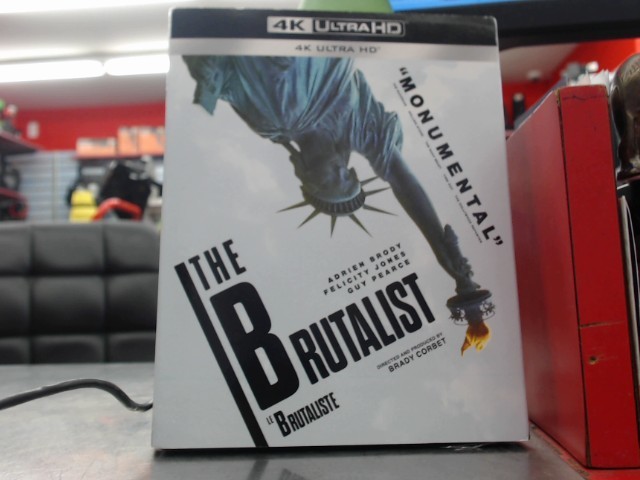 4K ULTRA HD
4K ULTRA HD
"MONUMENTAL"
ADRIEN BRODY
FELICITY JONES
GUY PEARCE
THE
BRUTALIST
DIRECTED AND PRODUCED BY
BRADY CORBET
LE BRUTALISTE